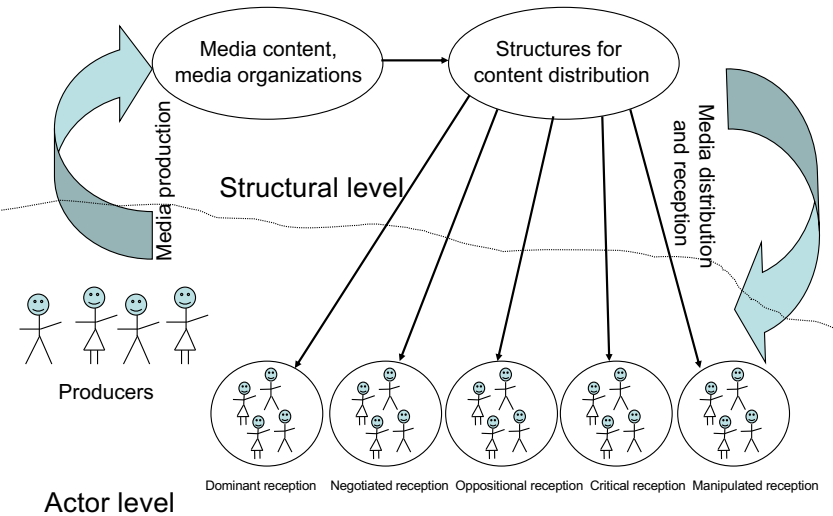 Media content,
media organizations
Structures for
content distribution
Media production
Structural level
Media distribution
and reception
Producers
Dominant reception
Negotiated reception
Oppositional reception
Critical reception
Manipulated reception
Actor level